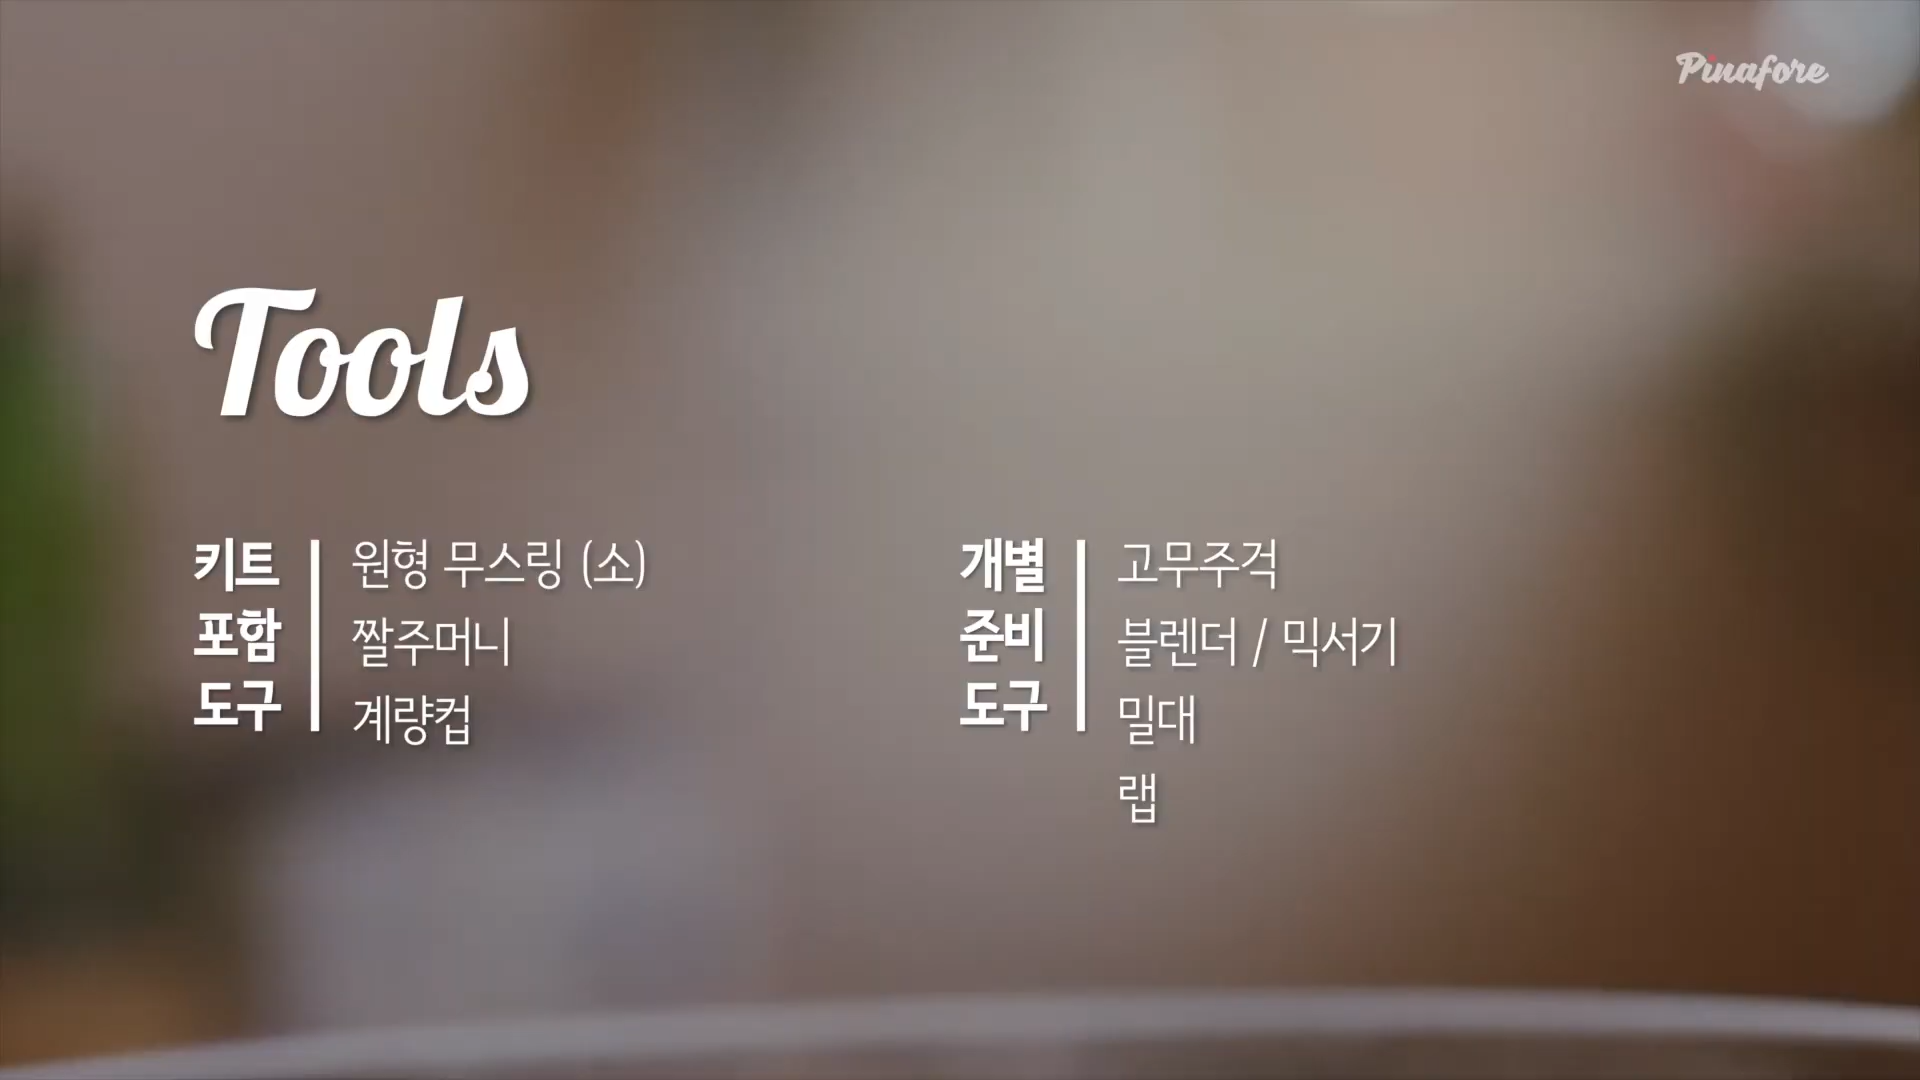 Pinafore
Tools
키트
포함
도구
원형 무스링 (소)
짤주머니
계량컵
개별
준비
도구
고무주걱
블렌더 / 믹서기
밀대
랩